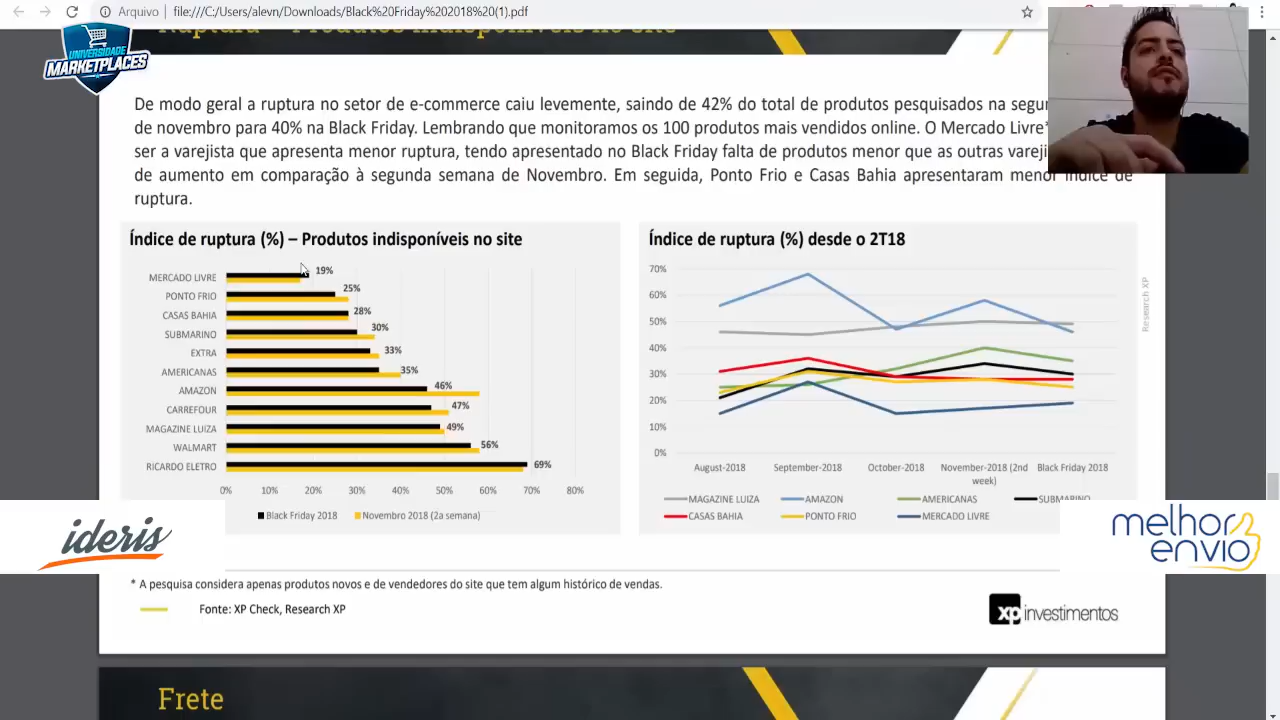 Arquivo | file:///C:/Users/alevn/Downloads/Black%20Friday%202018%20(1).pdf
UNIVERSIDADE
MARKETPLACES
Ruptura – Produtos indisponíveis no site
De modo geral a ruptura no setor de e-commerce caiu levemente, saindo de 42% do total de produtos pesquisados na
de novembro para 40% na Black Friday. Lembrando que monitoramos os 100 produtos mais vendidos online. O Mercado Livre*
ser a varejista que apresenta menor ruptura, tendo apresentado no Black Friday falta de produtos menor que as outras
de aumento em comparação à segunda semana de Novembro. Em seguida, Ponto Frio e Casas Bahia apresentaram menor índice de
ruptura.
Índice de ruptura (%) – Produtos indisponíveis no site
MERCADO LIVRE 19%
PONTO FRIO 25%
CASAS BAHIA 28%
SUBMARINO 30%
EXTRA 33%
AMERICANAS 35%
AMAZON 46%
CARREFOUR 47%
MAGAZINE LUIZA 49%
WALMART 56%
RICARDO ELETRO 69%
0% 10% 20% 30% 40% 50% 60% 70% 80%
Black Friday 2018 Novembro 2018 (2a semana)
Índice de ruptura (%) desde o 2T18
70%
60%
50%
40%
30%
20%
10%
0%
August-2018 September-2018 October-2018 November-2018 (2nd Black Friday 2018
week)
MAGAZINE LUIZA AMAZON AMERICANAS SUBMARINO
CASAS BAHIA PONTO FRIO MERCADO LIVRE
Research XP
ideris
melhor
envio
* A pesquisa considera apenas produtos novos e de vendedores do site que tem algum histórico de vendas.
Fonte: XP Check, Research XP
xp investimentos
Frete